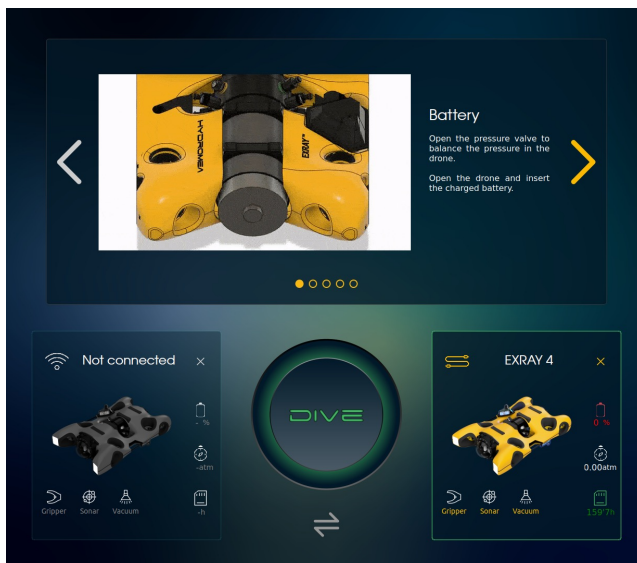 Battery
Open the pressure valve to
balance the pressure in the
drone.
Open the drone and insert
the charged battery.
HYDROMEA
EXRAY™
Not connected
- %
-atm
Gripper Sonar Vacuum
-h
DIVE
EXRAY 4
0 %
0.00atm
Gripper Sonar Vacuum
159'7h